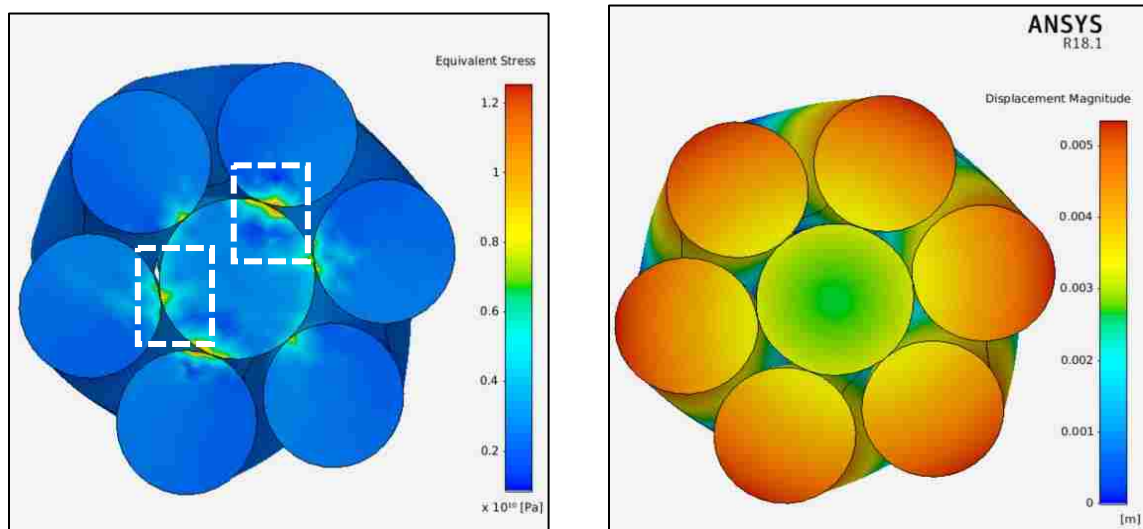 Equivalent Stress
1.2
1
0.8
0.6
0.4
0.2
x 10¹⁰ [Pa]
ANSYS
R18.1
Displacement Magnitude
0.005
0.004
0.003
0.002
0.001
0
[m]